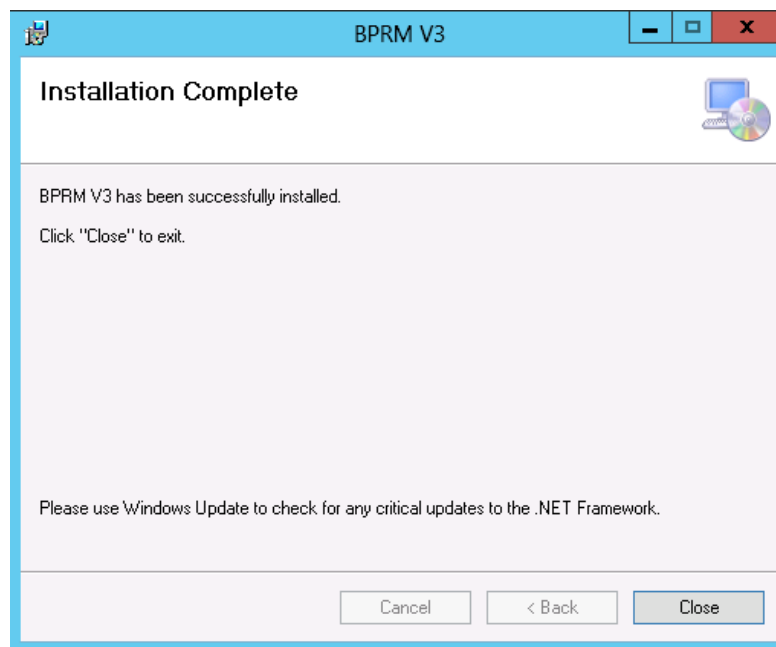 BPRM V3
Installation Complete
BPRM V3 has been successfully installed.
Click "Close" to exit.
Please use Windows Update to check for any critical updates to the .NET Framework.
Cancel
< Back
Close